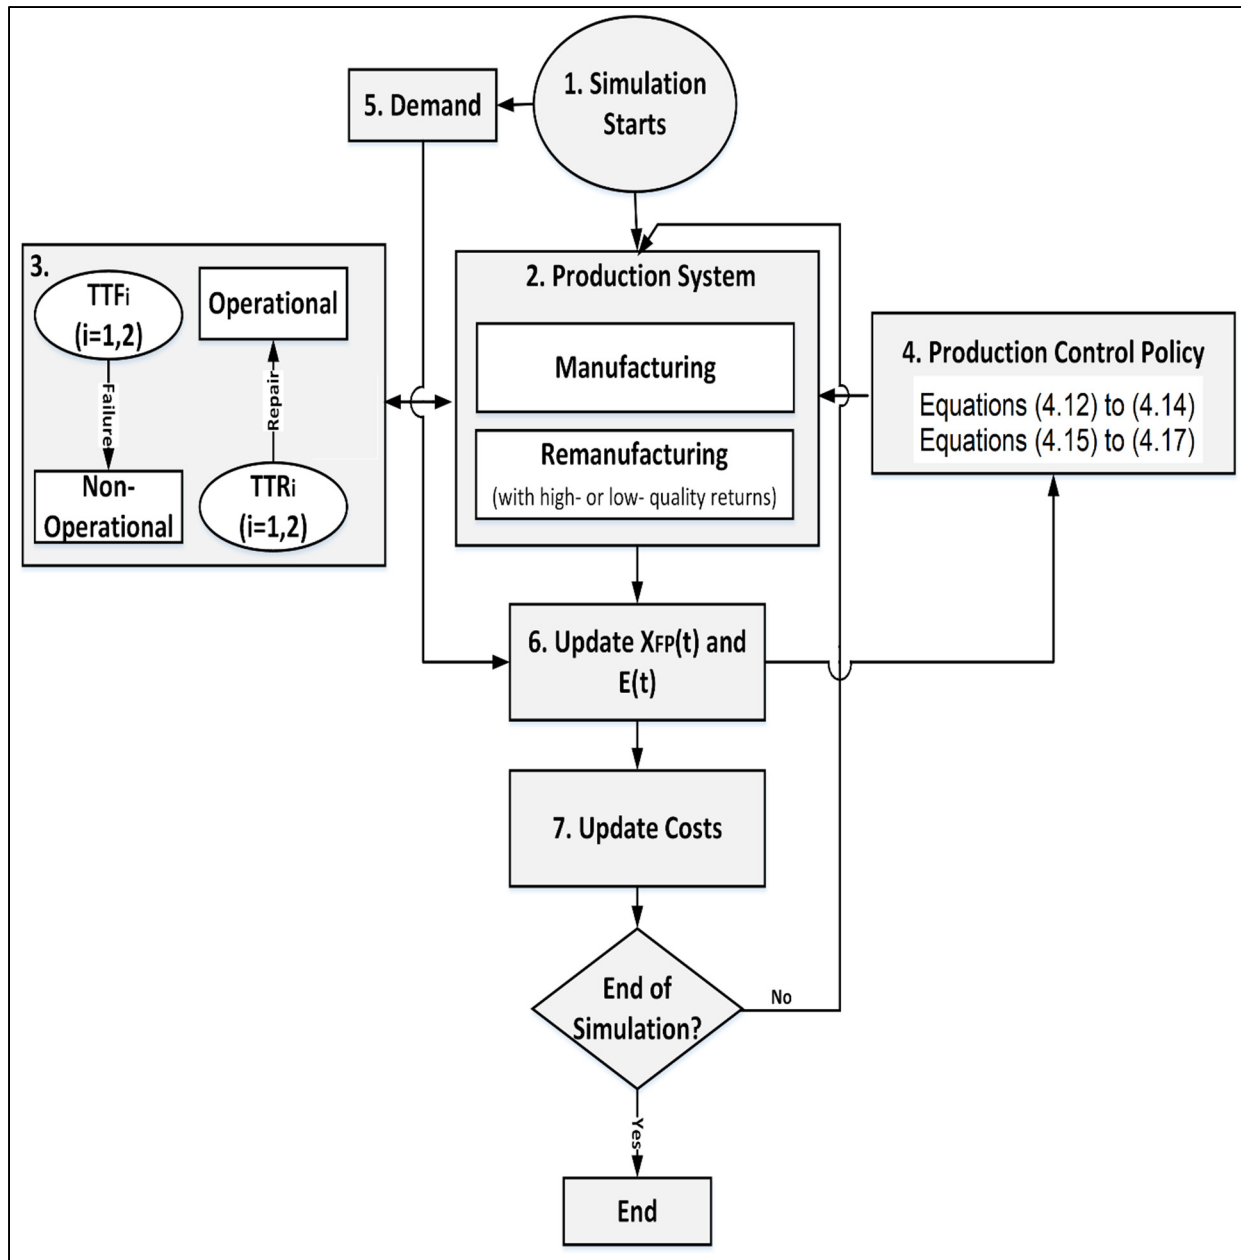 1. Simulation
Starts
5. Demand
3.
TTFi
(i=1,2)
Failure
Non-
Operational
Operational
Repair
TTRi
(i=1,2)
2. Production System
Manufacturing
Remanufacturing
(with high- or low- quality returns)
4. Production Control Policy
Equations (4.12) to (4.14)
Equations (4.15) to (4.17)
6. Update XFP(t) and
E(t)
7. Update Costs
End of
Simulation?
No
Yes
End